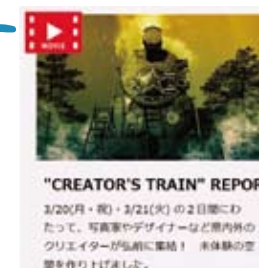 MOVIE
"CREATOR'S TRAIN" REPOR
3/20(月・祝)・3/21(火) の2日間にわ
たって、写真家やデザイナーなど県内外の
クリエイターが弘前に集結！ 未体験の空
間を作り上げました。